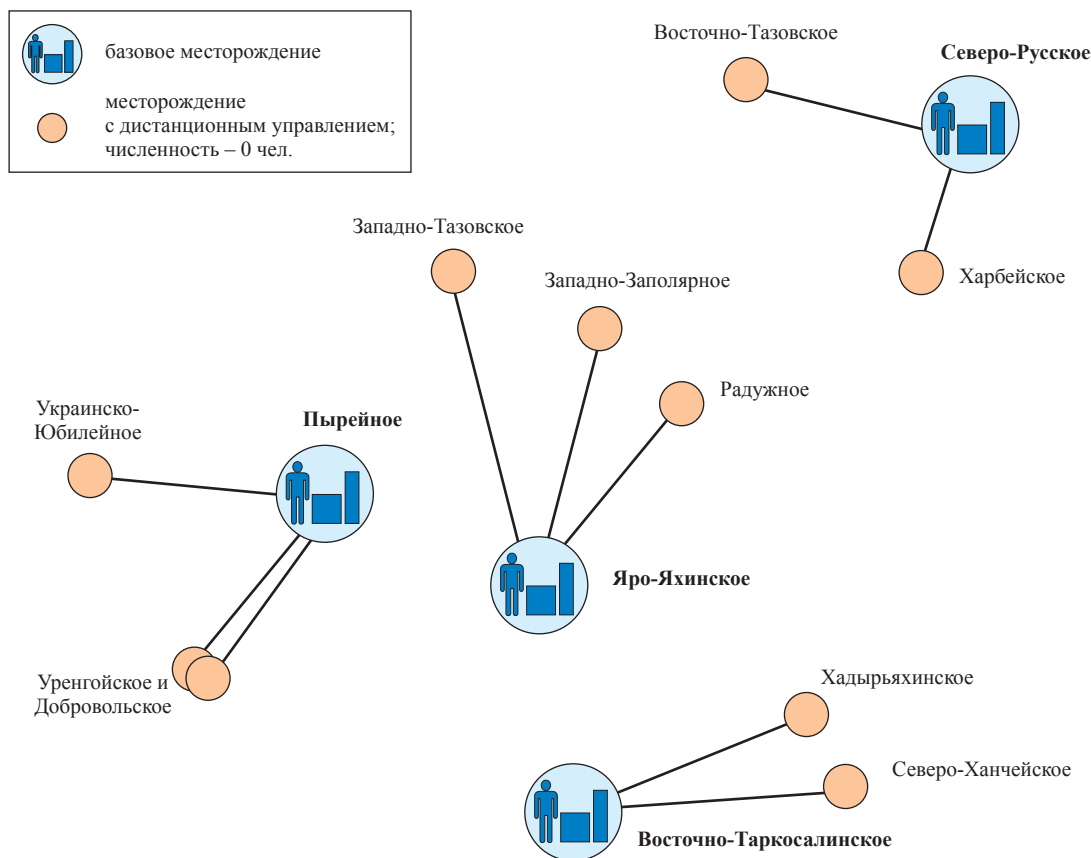 базовое месторождение
месторождение
с дистанционным управлением;
численность – 0 чел.
Восточно-Тазовское
Северо-Русское
Харбейское
Западно-Тазовское
Западно-Заполярное
Радужное
Украинско-
Юбилейное
Пырейное
Яро-Яхинское
Уренгойское и
Добровольское
Хадырьяхинское
Северо-Ханчейское
Восточно-Таркосалинское